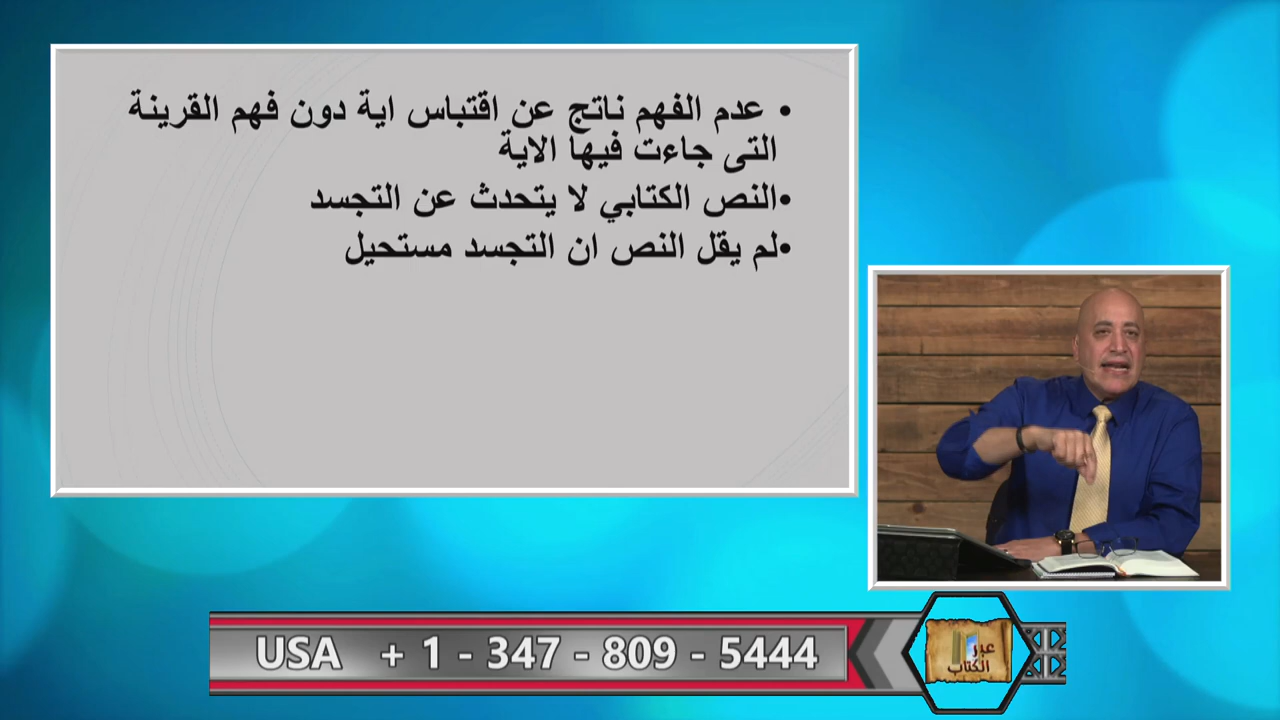 • عدم الفهم ناتج عن اقتباس اية دون فهم القرينة
التى جاءت فيها الاية
•النص الكتابي لا يتحدث عن التجسد
•لم يقل النص ان التجسد مستحيل
USA + 1 - 347 - 809 - 5444
عبر
الكتاب